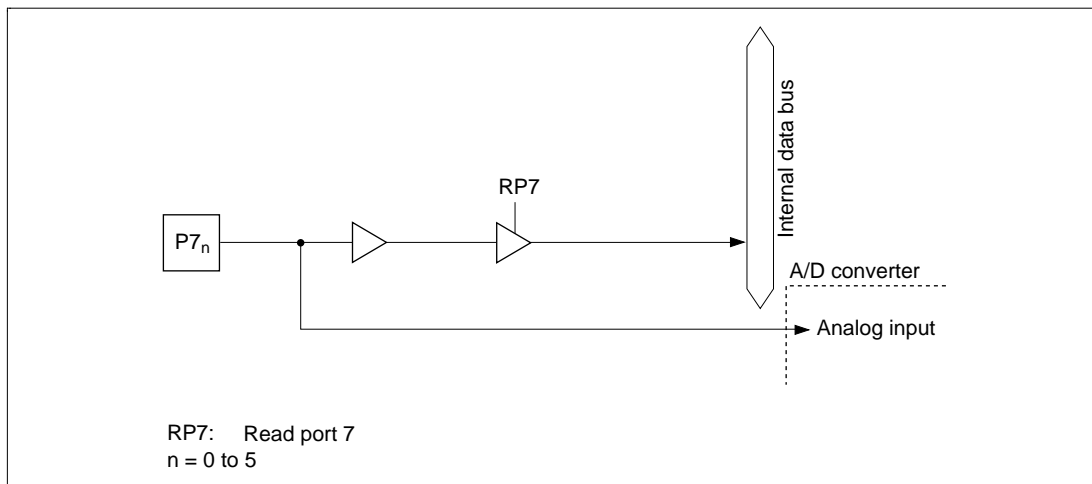 RP7
P7n
Internal data bus
A/D converter
Analog input
RP7: Read port 7
n = 0 to 5